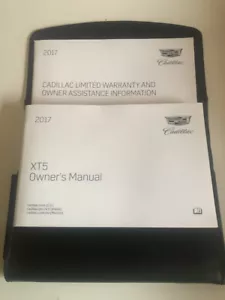 2017
Cadillac
CADILLAC LIMITED WARRANTY AND
OWNER ASSISTANCE INFORMATION
2017
Cadillac
XT5
Owner's Manual